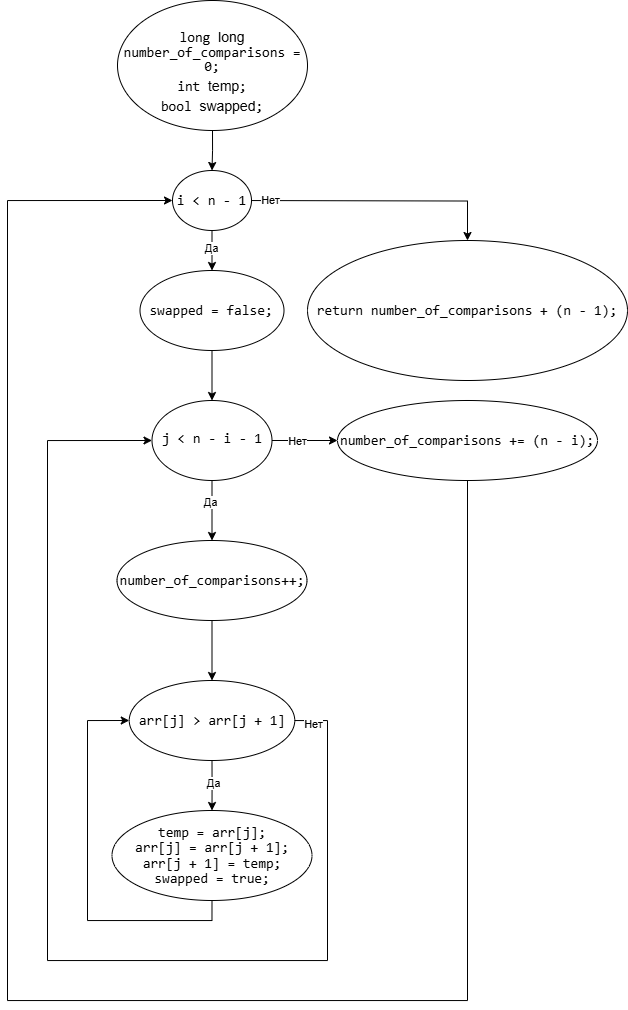 long long
number_of_comparisons =
0;
int temp;
bool swapped;
i < n - 1
Нет
Да
swapped = false;
return number_of_comparisons + (n - 1);
j < n - i - 1
Нет
number_of_comparisons += (n - i);
Да
number_of_comparisons++;
arr[j] > arr[j + 1]
Нет
Да
temp = arr[j];
arr[j] = arr[j + 1];
arr[j + 1] = temp;
swapped = true;